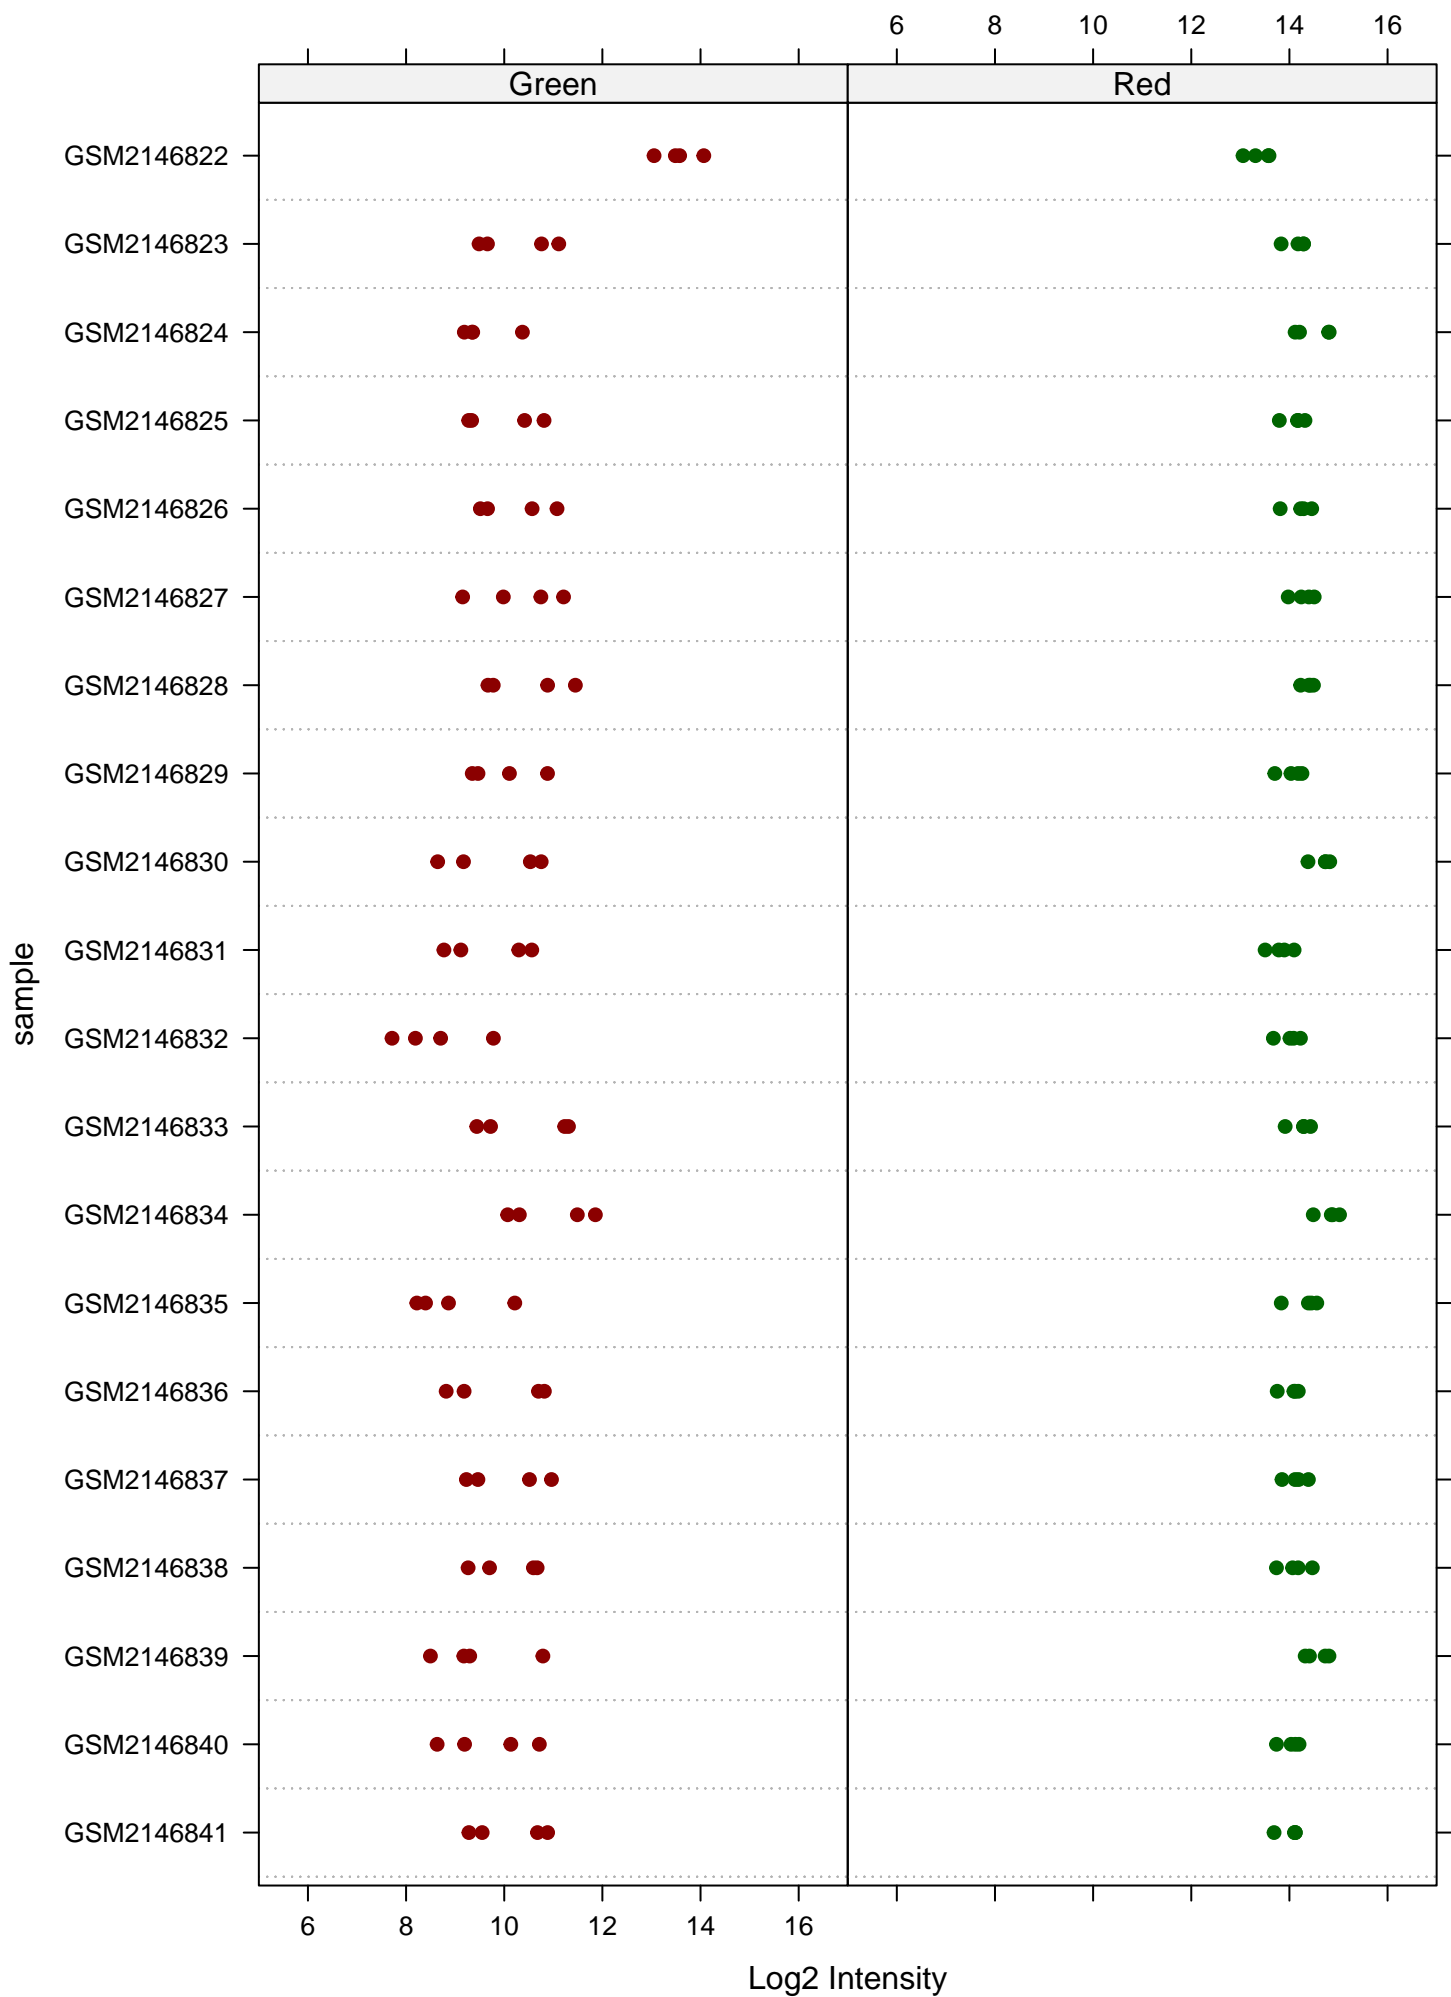 6 8 10 12 14 16
Green Red
GSM2146822
GSM2146823
GSM2146824
GSM2146825
GSM2146826
GSM2146827
GSM2146828
GSM2146829
GSM2146830
GSM2146831
GSM2146832
GSM2146833
GSM2146834
GSM2146835
GSM2146836
GSM2146837
GSM2146838
GSM2146839
GSM2146840
GSM2146841
sample
6 8 10 12 14 16
Log2 Intensity